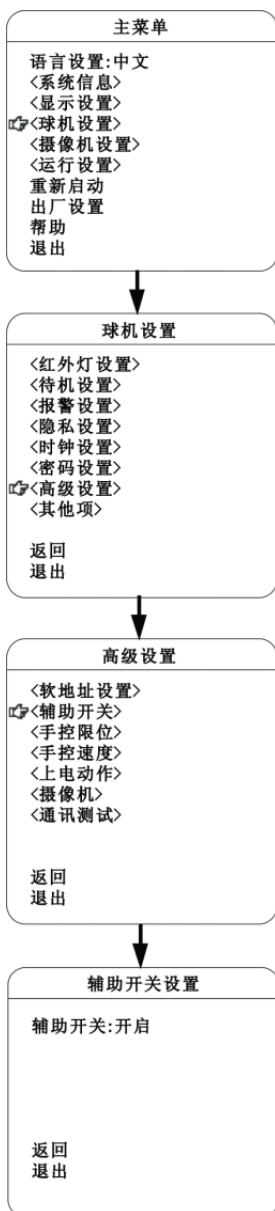 主菜单
语言设置:中文
<系统信息>
<显示设置>
<球机设置>
<摄像机设置>
<运行设置>
重新启动
出厂设置
帮助
退出
球机设置
<红外灯设置>
<待机设置>
<报警设置>
<隐私设置>
<时钟设置>
<密码设置>
<高级设置>
<其他项>
返回
退出
高级设置
<软地址设置>
<辅助开关>
<手控限位>
<手控速度>
<上电动作>
<摄像机>
<通讯测试>
返回
退出
辅助开关设置
辅助开关:开启
返回
退出